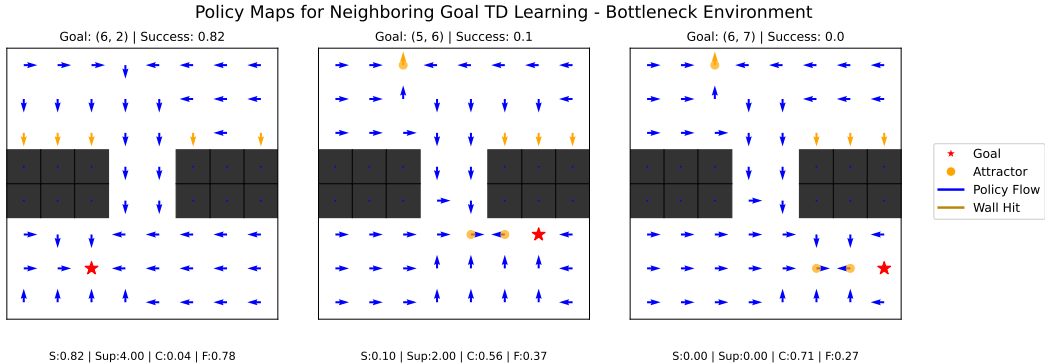 Policy Maps for Neighboring Goal TD Learning - Bottleneck Environment
Goal: (6, 2) | Success: 0.82
Goal: (5, 6) | Success: 0.1
Goal: (6, 7) | Success: 0.0
Goal
Attractor
Policy Flow
Wall Hit
S:0.82 | Sup:4.00 | C:0.04 | F:0.78
S:0.10 | Sup:2.00 | C:0.56 | F:0.37
S:0.00 | Sup:0.00 | C:0.71 | F:0.27